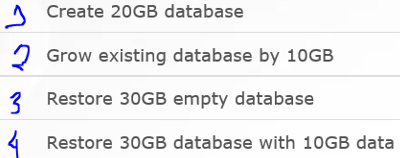 1 Create 20GB database
2 Grow existing database by 10GB
3 Restore 30GB empty database
4 Restore 30GB database with 10GB data